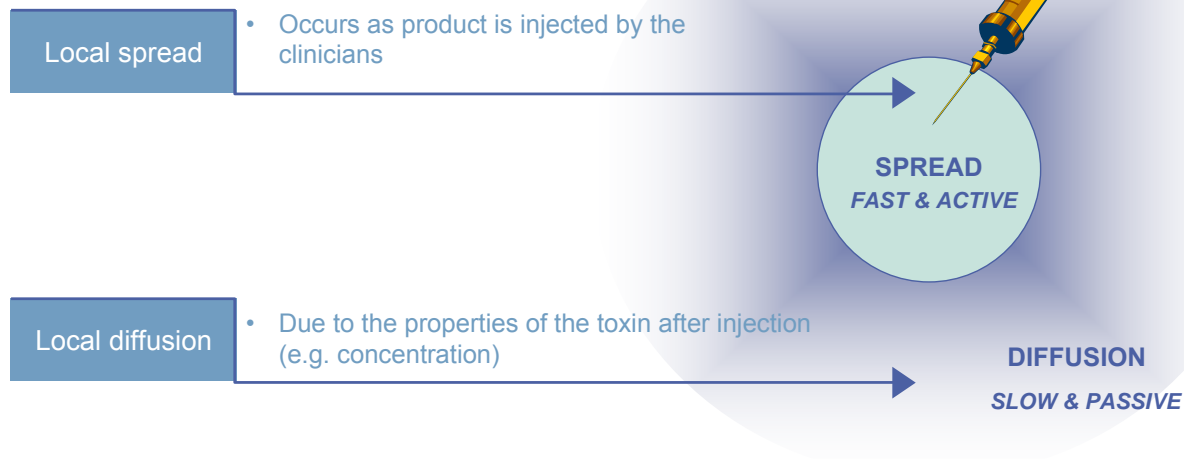 Local spread
• Occurs as product is injected by the
clinicians
SPREAD
FAST & ACTIVE
Local diffusion
• Due to the properties of the toxin after injection
(e.g. concentration)
DIFFUSION
SLOW & PASSIVE